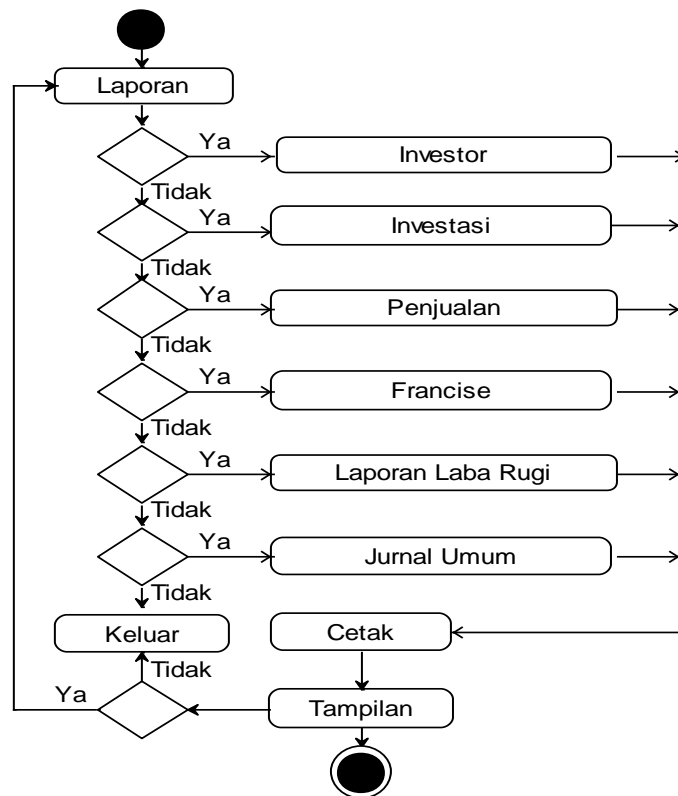 Laporan
Ya
Investor
Tidak
Ya
Investasi
Tidak
Ya
Penjualan
Tidak
Ya
Francise
Tidak
Ya
Laporan Laba Rugi
Tidak
Ya
Jurnal Umum
Tidak
Keluar
Cetak
Tidak
Ya
Tampilan